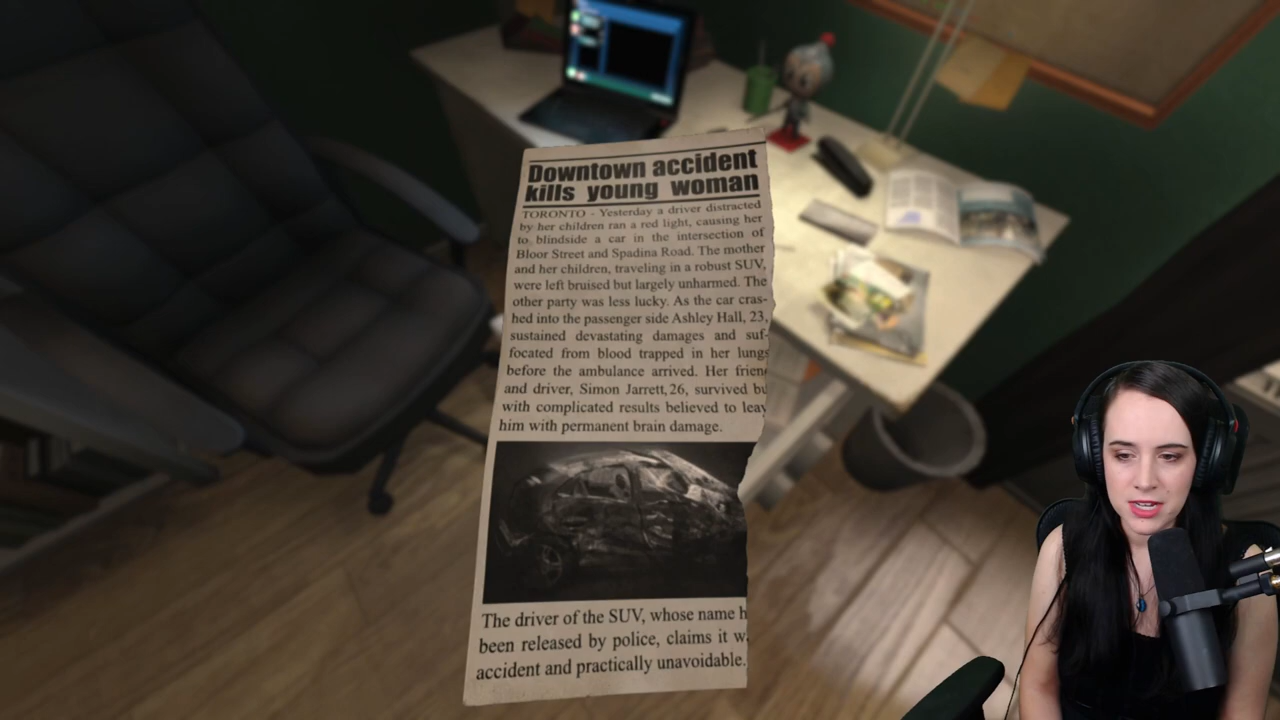 Downtown accident
kills young woman
TORONTO - Yesterday a driver distracted
by her children ran a red light, causing her
to blindside a car in the intersection of
Bloor Street and Spadina Road. The mother
and her children, traveling in a robust SUV,
were left bruised but largely unharmed. The
other party was less lucky. As the car cras-
hed into the passenger side Ashley Hall, 23,
sustained devastating damages and suf-
focated from blood trapped in her lungs
before the ambulance arrived. Her frien
and driver, Simon Jarrett, 26, survived bu
with complicated results believed to leav
him with permanent brain damage.
The driver of the SUV, whose name h
been released by police, claims it w
accident and practically unavoidable.